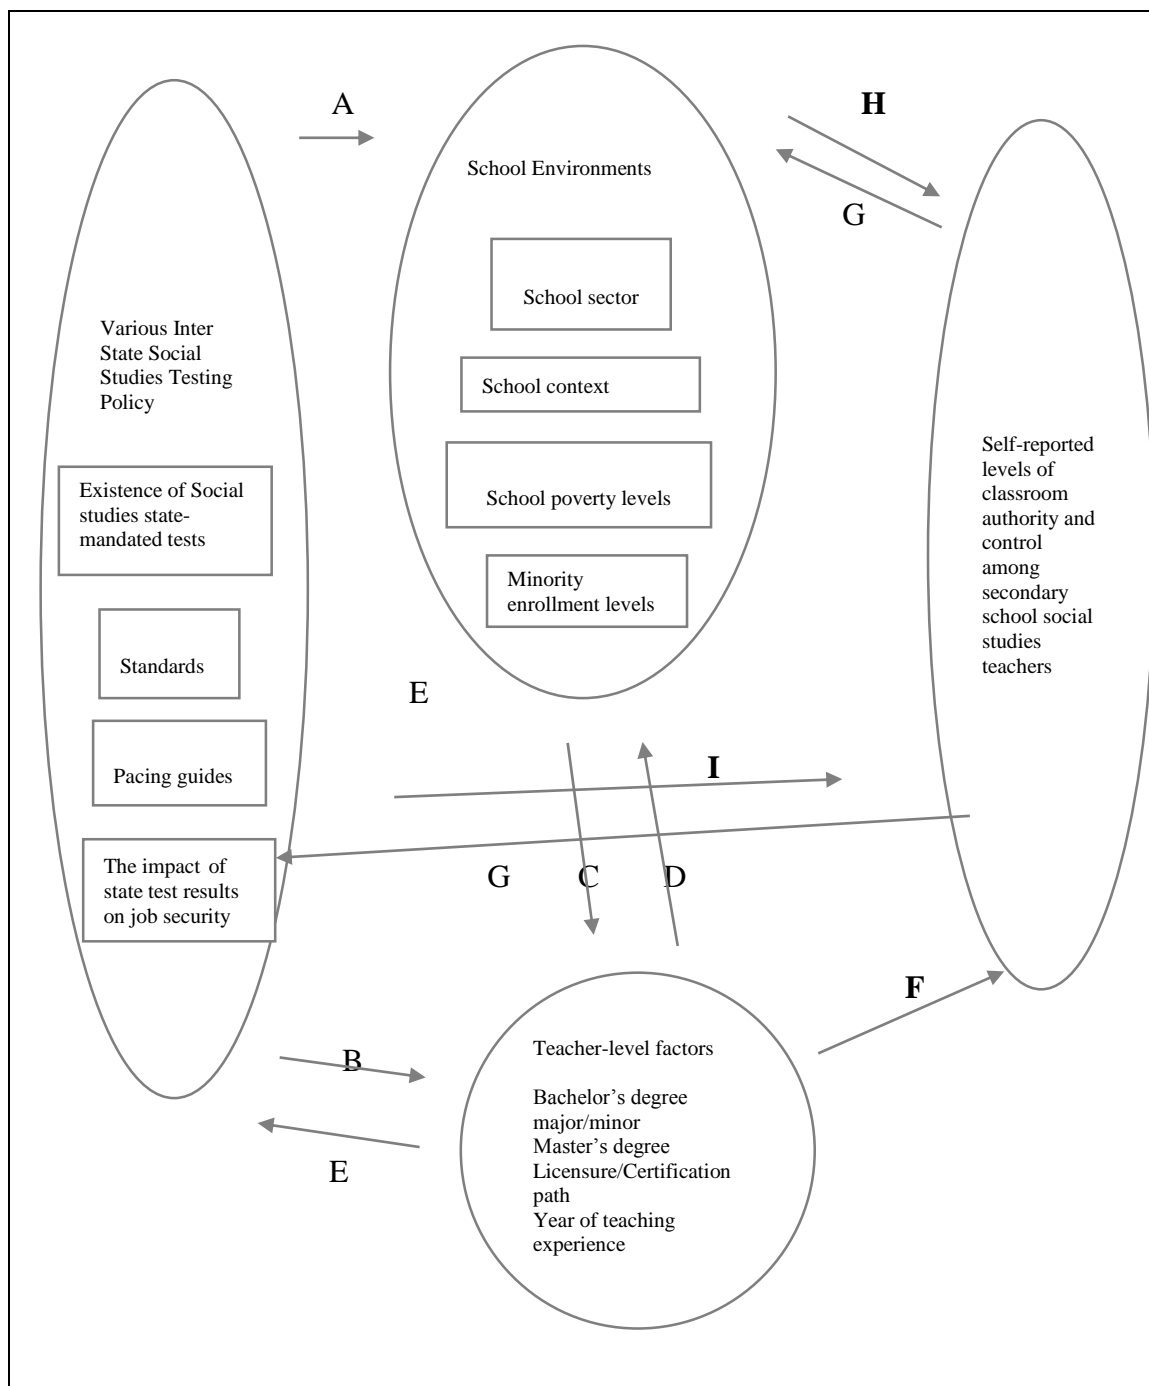 A
H
School Environments
G
School sector
Various Inter
State Social
Studies Testing
Policy
School context
Self-reported
levels of
classroom
authority and
control
among
secondary
school social
studies
teachers
Existence of Social
studies state-
mandated tests
School poverty levels
Minority
enrollment levels
Standards
E
Pacing guides
I
The impact of
state test results
on job security
G
C
D
F
B
Teacher-level factors
Bachelor’s degree
major/minor
Master’s degree
Licensure/Certification
path
Year of teaching
experience
E